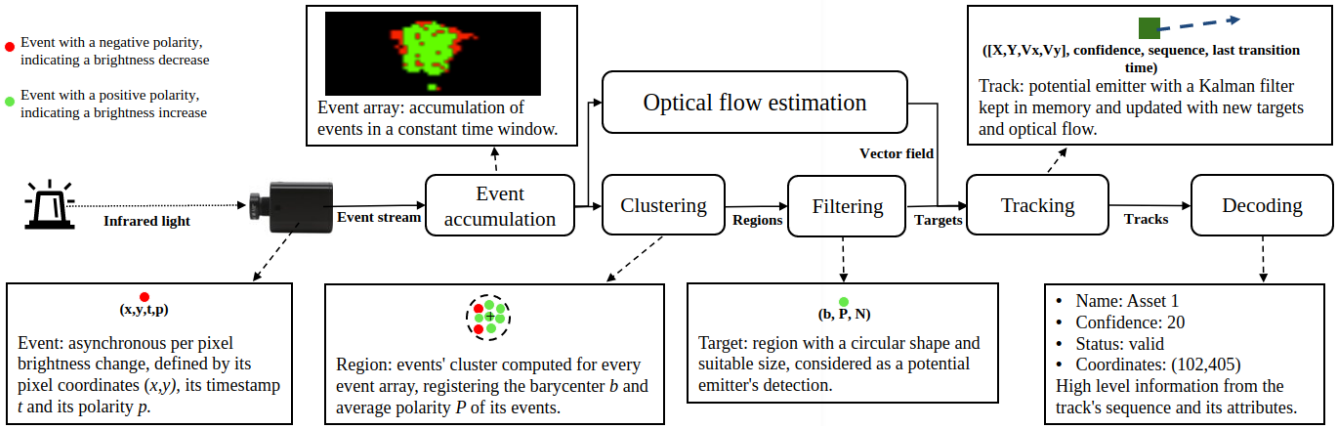 Event with a negative polarity,
indicating a brightness decrease
Event with a positive polarity,
indicating a brightness increase
Event array: accumulation of
events in a constant time window.
Optical flow estimation
([X,Y,Vx,Vy], confidence, sequence, last transition
time)
Track: potential emitter with a Kalman filter
kept in memory and updated with new targets
and optical flow.
Vector field
Infrared light
Event stream
Event
accumulation
Clustering
Regions
Filtering
Targets
Tracking
Tracks
Decoding
(x,y,t,p)
Event: asynchronous per pixel
brightness change, defined by its
pixel coordinates (x,y), its timestamp
t and its polarity p.
Region: events' cluster computed for every
event array, registering the barycenter b and
average polarity P of its events.
(b, P, N)
Target: region with a circular shape and
suitable size, considered as a potential
emitter's detection.
• Name: Asset 1
• Confidence: 20
• Status: valid
• Coordinates: (102,405)
High level information from the
track's sequence and its attributes.